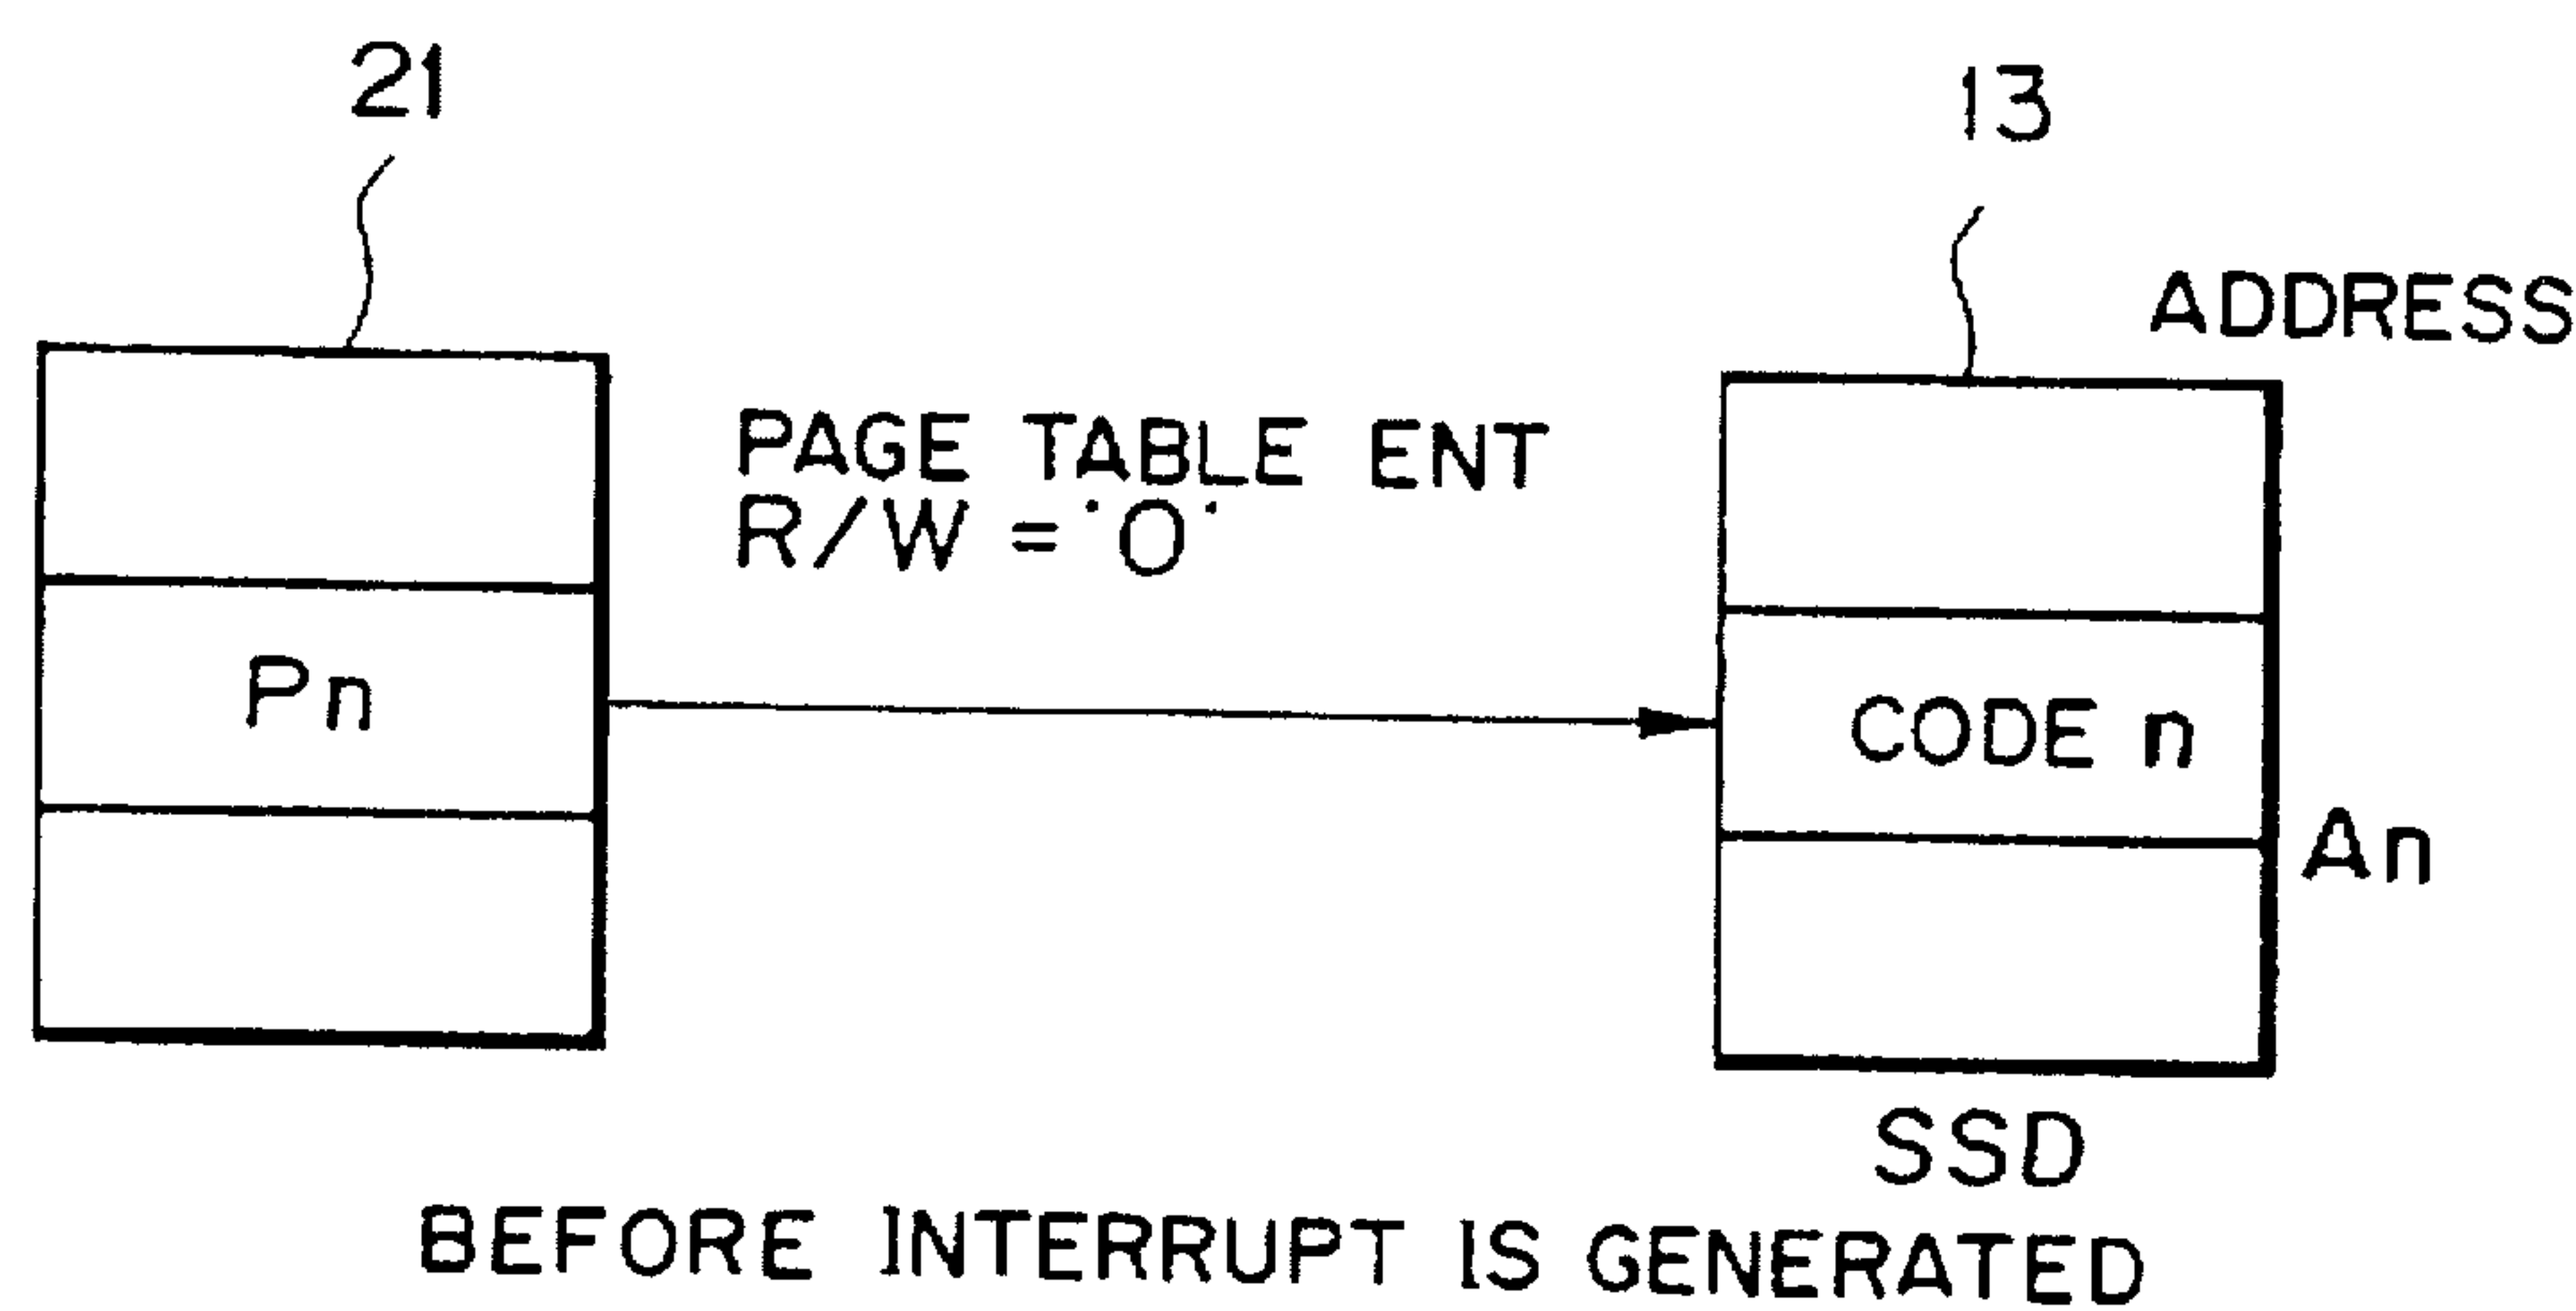 21
13
ADDRESS
PAGE TABLE ENT
R/W = '0'
Pn
CODE n
An
SSD
BEFORE INTERRUPT IS GENERATED